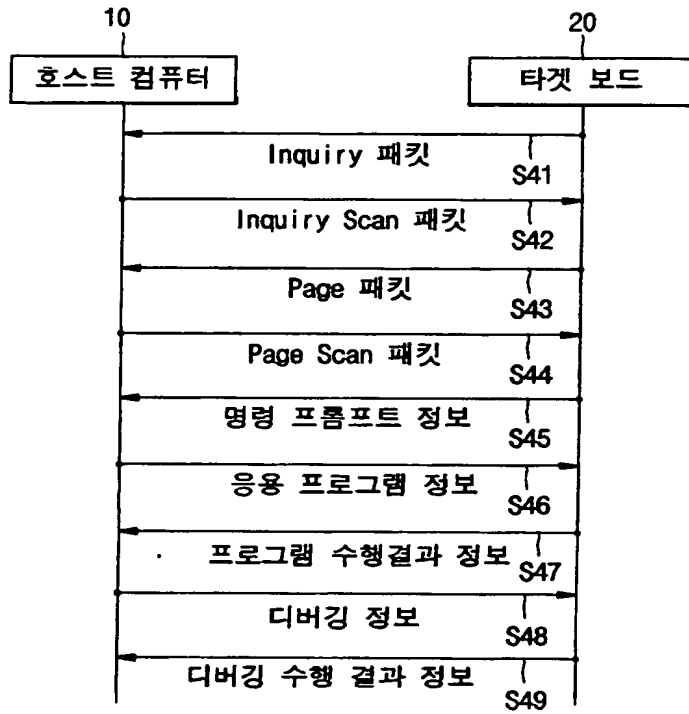 10
20
호스트 컴퓨터
타겟 보드
Inquiry 패킷
S41
Inquiry Scan 패킷
S42
Page 패킷
S43
Page Scan 패킷
S44
명령 프롬프트 정보
S45
응용 프로그램 정보
S46
프로그램 수행결과 정보
S47
디버깅 정보
S48
디버깅 수행 결과 정보
S49